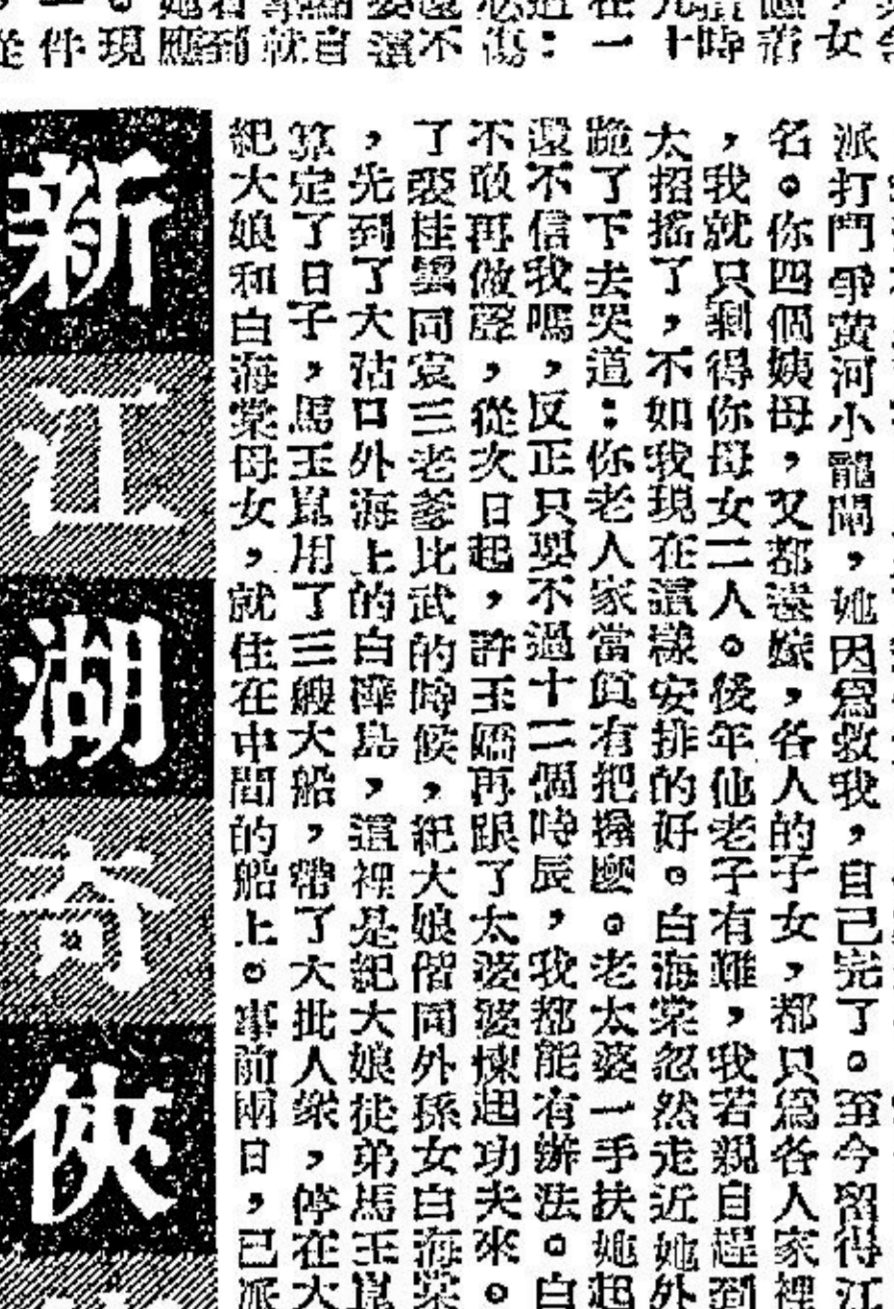 派打鬥爭黃河小龍關，她因爲救我，自己完了。至今留得江
名。你四個姨母，又都遠嫁，各人的子女，都只爲各人家裡
，我就只剩得你母女二人。後年他老子有難，我若親自趕到
太招搖了，不如我現在這樣安排的好。白海棠忽然走近她外
跪了下去哭道：你老人家當眞有把握麼。老太婆一手扶她起
還不信我嗎，反正只要不過十二個時辰，我都能有辦法。白
不敢再做聲，從次日起，許玉嬌再跟了太婆婆揀起功夫來。
了裴桂雲同袁三老爹比武的時候，紀大娘偕同外孫女白海棠
，先到了大沽口外海上的白樺島，這裡是紀大娘徒弟馬玉崑
算定了日子，馬玉崑用了三艘大船，帶了大批人衆，停在大
紀大娘和白海棠母女，就住在中間的船上。事前兩日，已派
新江湖奇俠